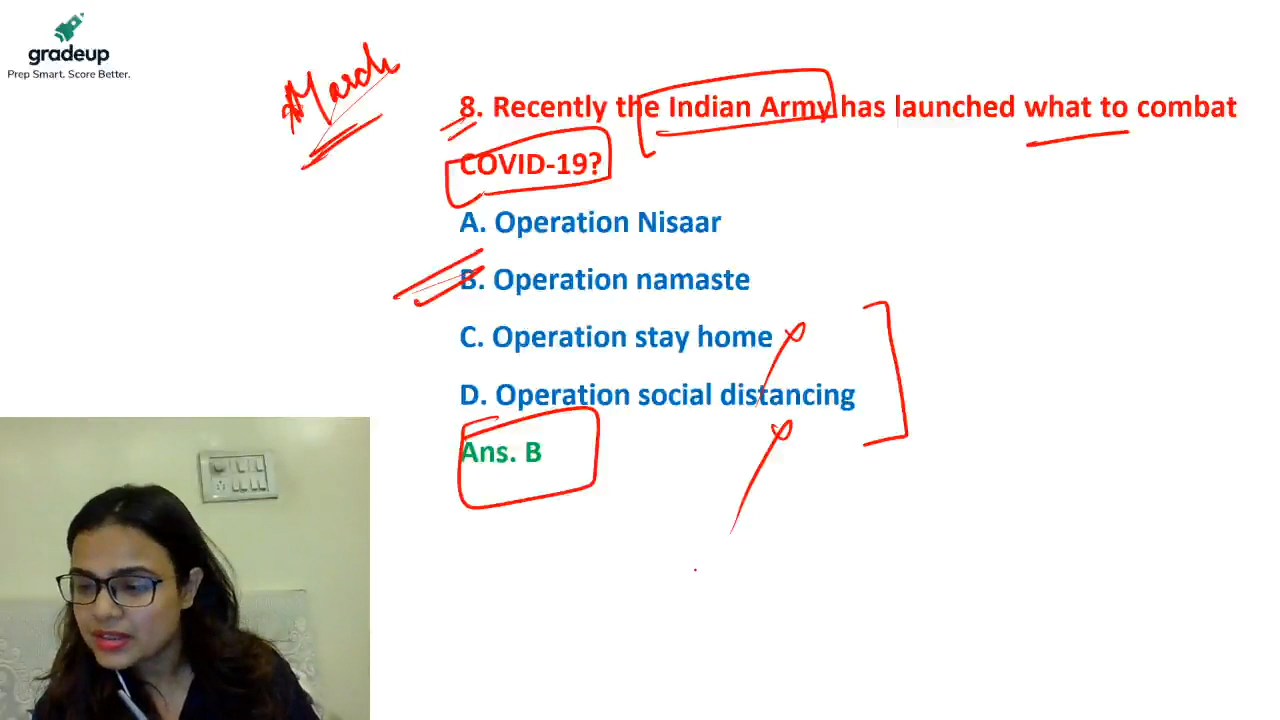 gradeup
Prep Smart. Score Better.
March
8. Recently the Indian Army has launched what to combat
COVID-19?
A. Operation Nisaar
B. Operation namaste
C. Operation stay home
D. Operation social distancing
Ans. B